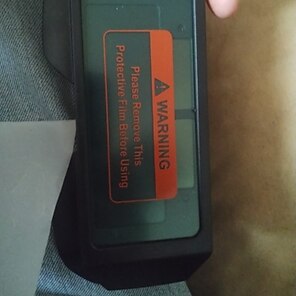 ⚠ WARNING
Please Remove This
Protective Film Before Using